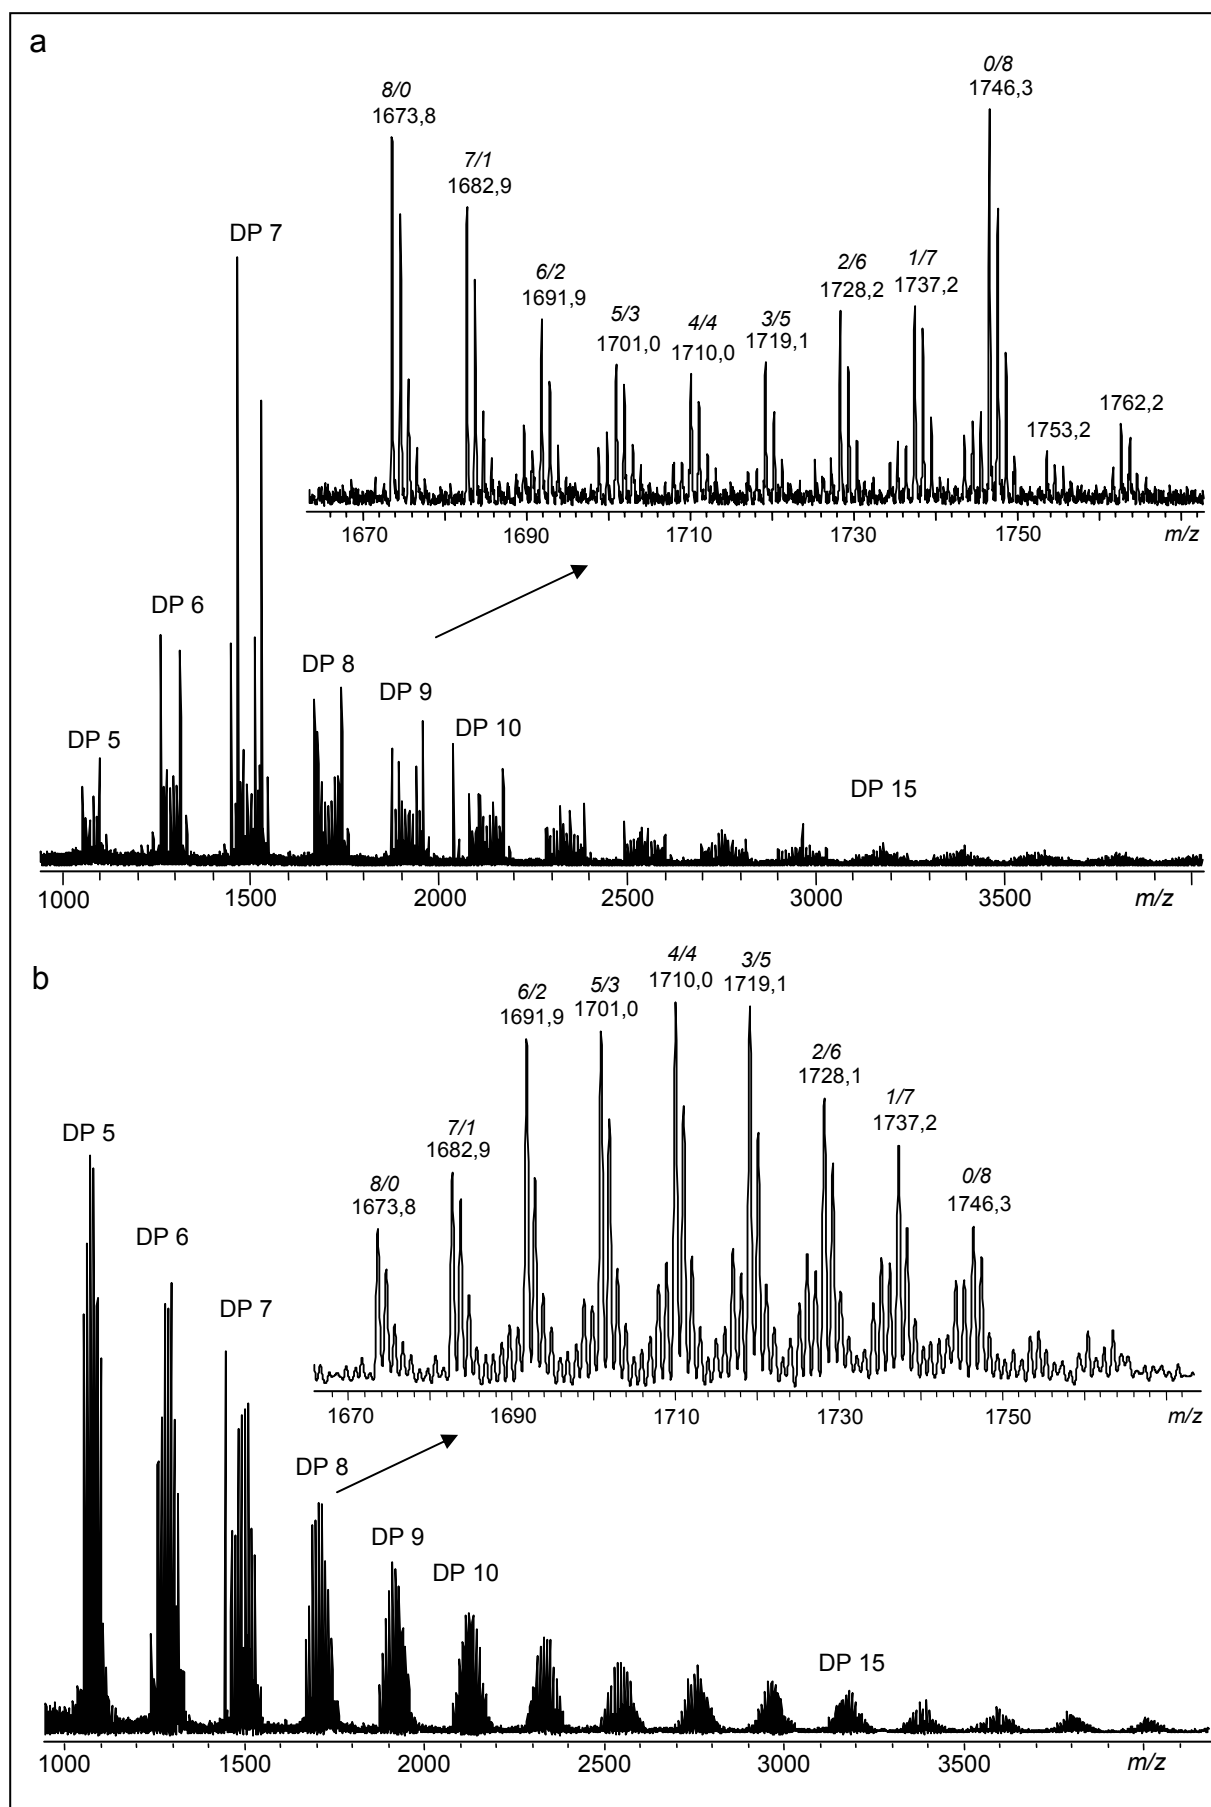 a
0/8
1746,3
8/0
1673,8
7/1
1682,9
DP 7
6/2
1691,9
2/6
1728,2
1/7
1737,2
5/3
1701,0
4/4
1710,0
3/5
1719,1
1753,2
1762,2
1670 1690 1710 1730 1750 m/z
DP 6
DP 8
DP 9
DP 10
DP 5
DP 15
1000 1500 2000 2500 3000 3500 m/z
b
4/4
1710,0
3/5
1719,1
6/2
1691,9
5/3
1701,0
2/6
1728,1
1/7
1737,2
DP 5
7/1
1682,9
8/0
1673,8
0/8
1746,3
DP 6
DP 7
1670 1690 1710 1730 1750 m/z
DP 8
DP 9
DP 10
DP 15
1000 1500 2000 2500 3000 3500 m/z